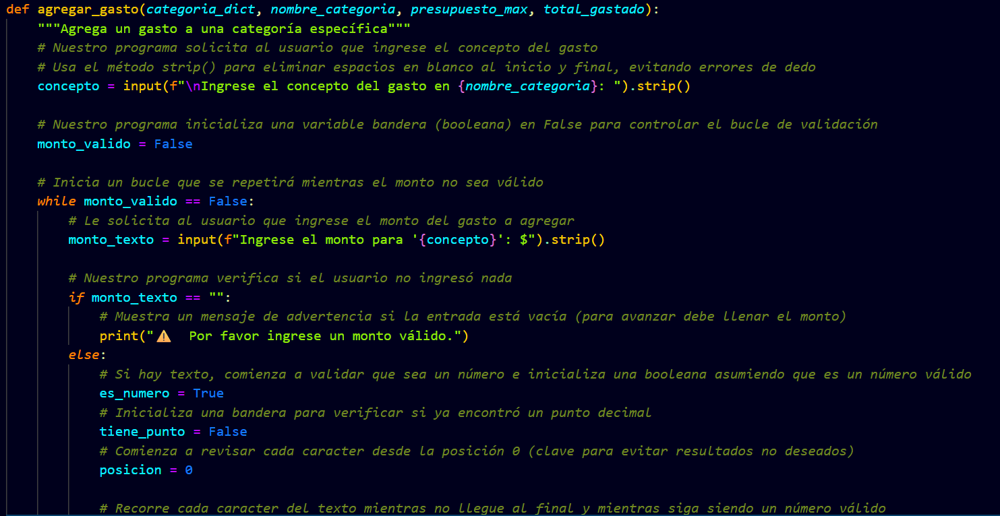 def agregar_gasto(categoria_dict, nombre_categoria, presupuesto_max, total_gastado):
    """Agrega un gasto a una categoría específica"""
    # Nuestro programa solicita al usuario que ingrese el concepto del gasto
    # Usa el método strip() para eliminar espacios en blanco al inicio y final, evitando errores de dedo
    concepto = input(f"\nIngrese el concepto del gasto en {nombre_categoria}: ").strip()

    # Nuestro programa inicializa una variable bandera (booleana) en False para controlar el bucle de validación
    monto_valido = False

    # Inicia un bucle que se repetirá mientras el monto no sea válido
    while monto_valido == False:
        # Le solicita al usuario que ingrese el monto del gasto a agregar
        monto_texto = input(f"Ingrese el monto para '{concepto}': $").strip()

        # Nuestro programa verifica si el usuario no ingresó nada
        if monto_texto == "":
            # Muestra un mensaje de advertencia si la entrada está vacía (para avanzar debe llenar el monto)
            print("⚠️  Por favor ingrese un monto válido.")
        else:
            # Si hay texto, comienza a validar que sea un número e inicializa una booleana asumiendo que es un número válido
            es_numero = True
            # Inicializa una bandera para verificar si ya encontró un punto decimal
            tiene_punto = False
            # Comienza a revisar cada caracter desde la posición 0 (clave para evitar resultados no deseados)
            posicion = 0

            # Recorre cada caracter del texto mientras no llegue al final y mientras siga siendo un número válido